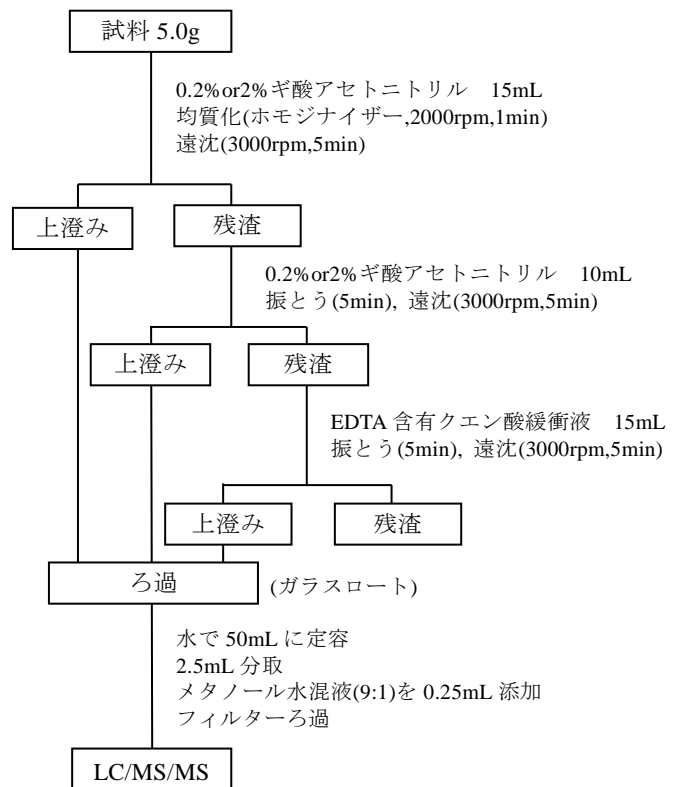 試料 5.0g
0.2%or2%ギ酸アセトニトリル　15mL
均質化(ホモジナイザー,2000rpm,1min)
遠沈(3000rpm,5min)
上澄み
残渣
0.2%or2%ギ酸アセトニトリル　10mL
振とう(5min), 遠沈(3000rpm,5min)
上澄み
残渣
EDTA 含有クエン酸緩衝液　15mL
振とう(5min), 遠沈(3000rpm,5min)
上澄み
残渣
ろ過
(ガラスロート)
水で 50mL に定容
2.5mL 分取
メタノール水混液(9:1)を 0.25mL 添加
フィルターろ過
LC/MS/MS